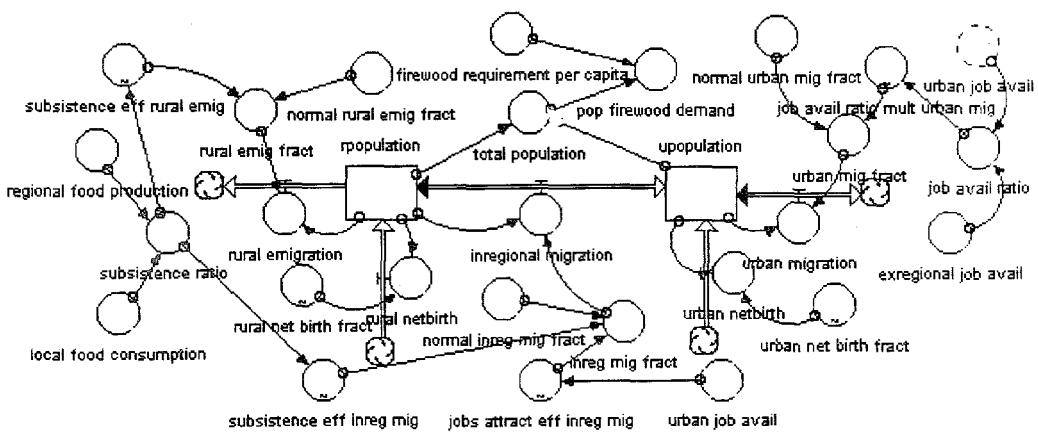 firewood requirement per capita
normal urban mig fract
urban job avail
subsistence eff rural emig
normal rural emig fract
pop firewood demand
job avail ratio mult urban mig
rural emig fract
rpopulation
total population
upopulation
urban mig fract
job avail ratio
regional food production
subsistence ratio
rural emigration
inregional migration
urban migration
exregional job avail
rural net birth fract
rural netbirth
urban netbirth
normal inreg mig fract
urban net birth fract
local food consumption
inreg mig fract
subsistence eff inreg mig
jobs attract eff inreg mig
urban job avail